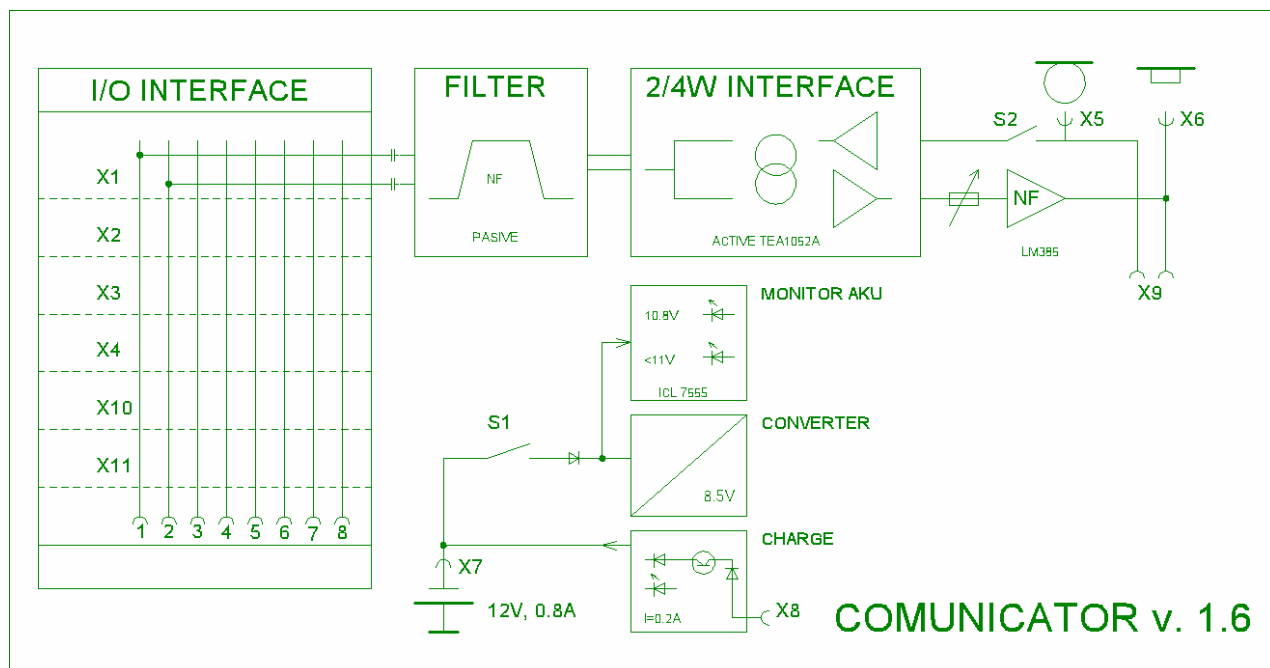 I/O INTERFACE
X1
X2
X3
X4
X10
X11
1 2 3 4 5 6 7 8
FILTER
NF
PASIVE
2/4W INTERFACE
ACTIVE TEA1052A
S2
X5
X6
NF
LM385
X9
MONITOR AKU
10.8V
<11V
ICL 7555
S1
CONVERTER
8.5V
CHARGE
I=0.2A
X8
X7
12V, 0.8A
COMUNICATOR v. 1.6